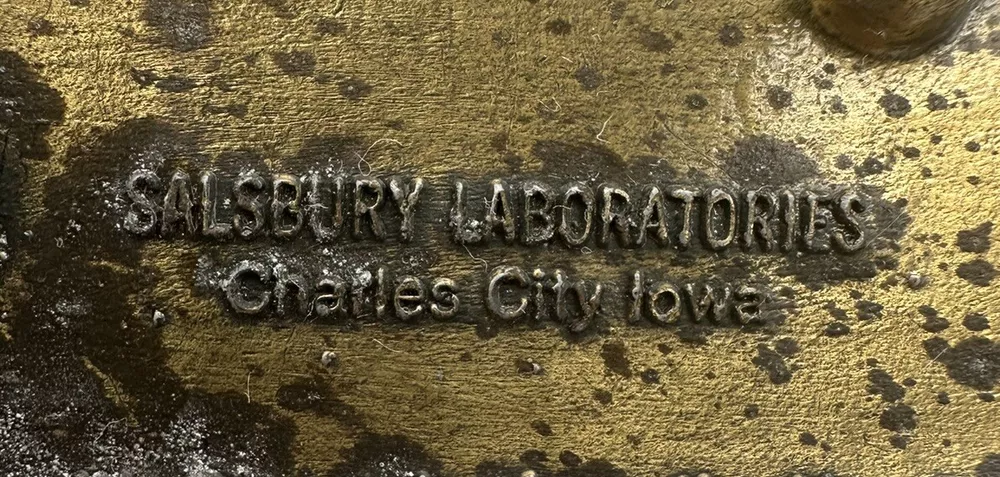 SALSBURY LABORATORIES
Charles City Iowa